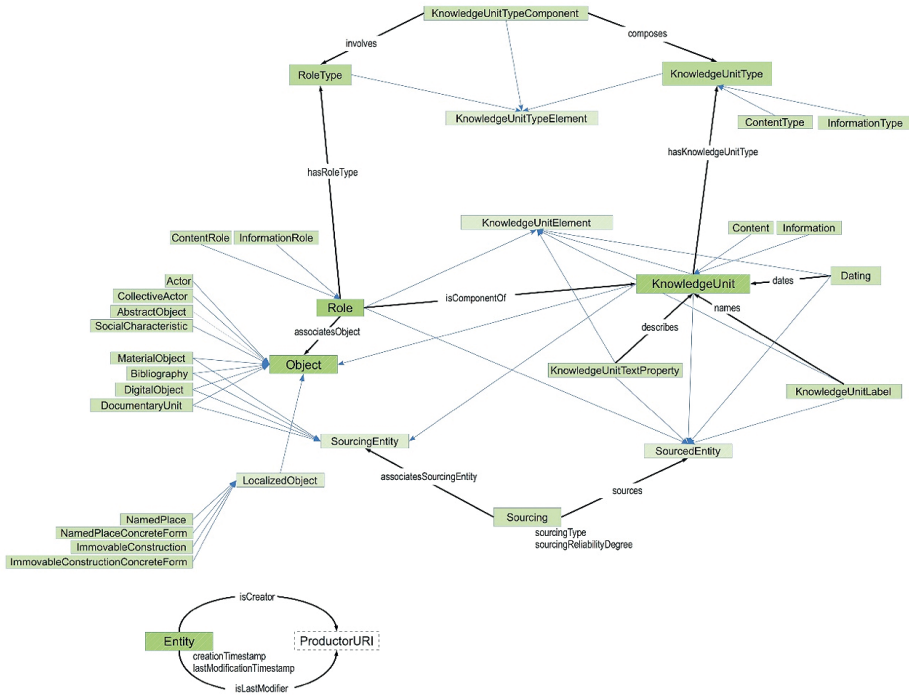 KnowledgeUnitTypeComponent
involves
composes
RoleType
KnowledgeUnitType
KnowledgeUnitTypeElement
ContentType
InformationType
hasRoleType
hasKnowledgeUnitType
KnowledgeUnitElement
ContentRole
InformationRole
Content
Information
Actor
CollectiveActor
AbstractObject
SocialCharacteristic
Role
isComponentOf
KnowledgeUnit
dates
Dating
associatesObject
names
describes
MaterialObject
Bibliography
DigitalObject
DocumentaryUnit
Object
KnowledgeUnitTextProperty
KnowledgeUnitLabel
SourcingEntity
SourcedEntity
LocalizedObject
associatesSourcingEntity
sources
NamedPlace
NamedPlaceConcreteForm
ImmovableConstruction
ImmovableConstructionConcreteForm
Sourcing
sourcingType
sourcingReliabilityDegree
isCreator
Entity
ProductorURI
creationTimestamp
lastModificationTimestamp
isLastModifier